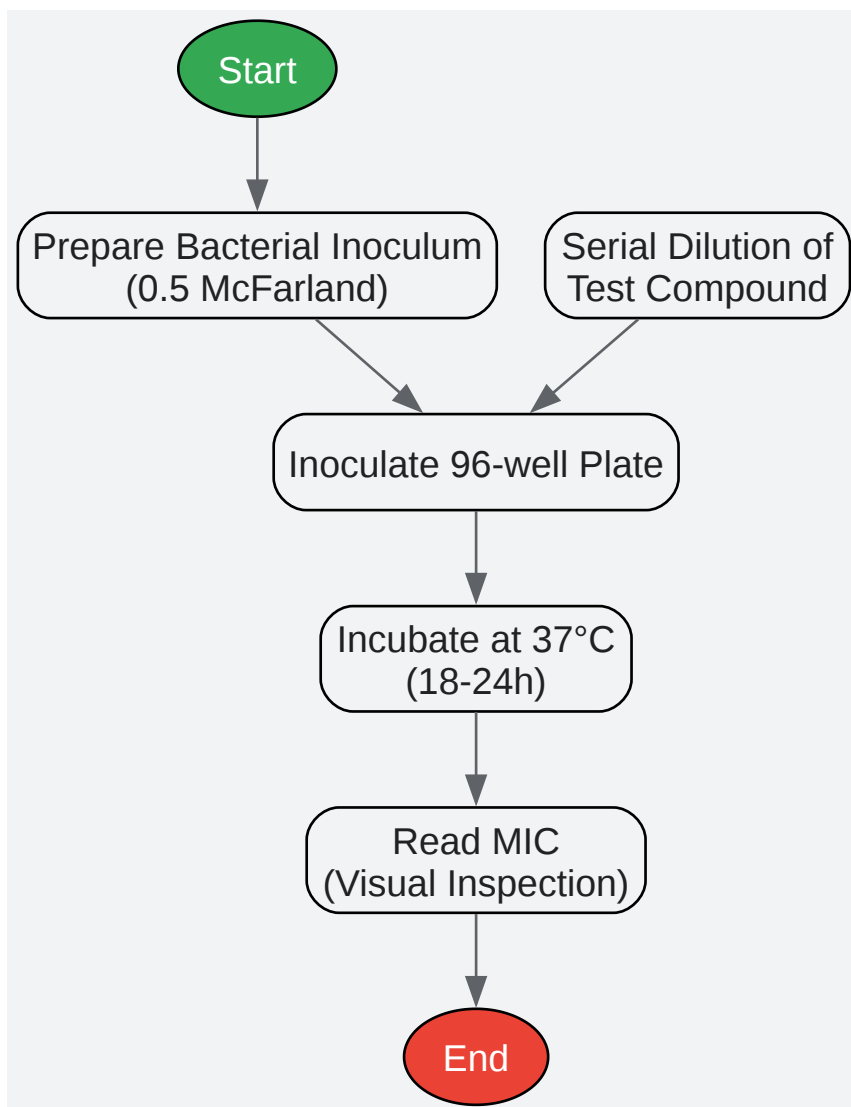 Start
Prepare Bacterial Inoculum
(0.5 McFarland)
Serial Dilution of
Test Compound
Inoculate 96-well Plate
Incubate at 37°C
(18-24h)
Read MIC
(Visual Inspection)
End